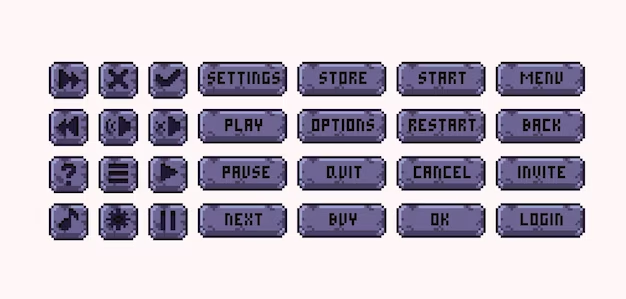 SETTINGS STORE START MENU
PLAY OPTIONS RESTART BACK
? PAUSE QUIT CANCEL INVITE
NEXT BUY OK LOGIN